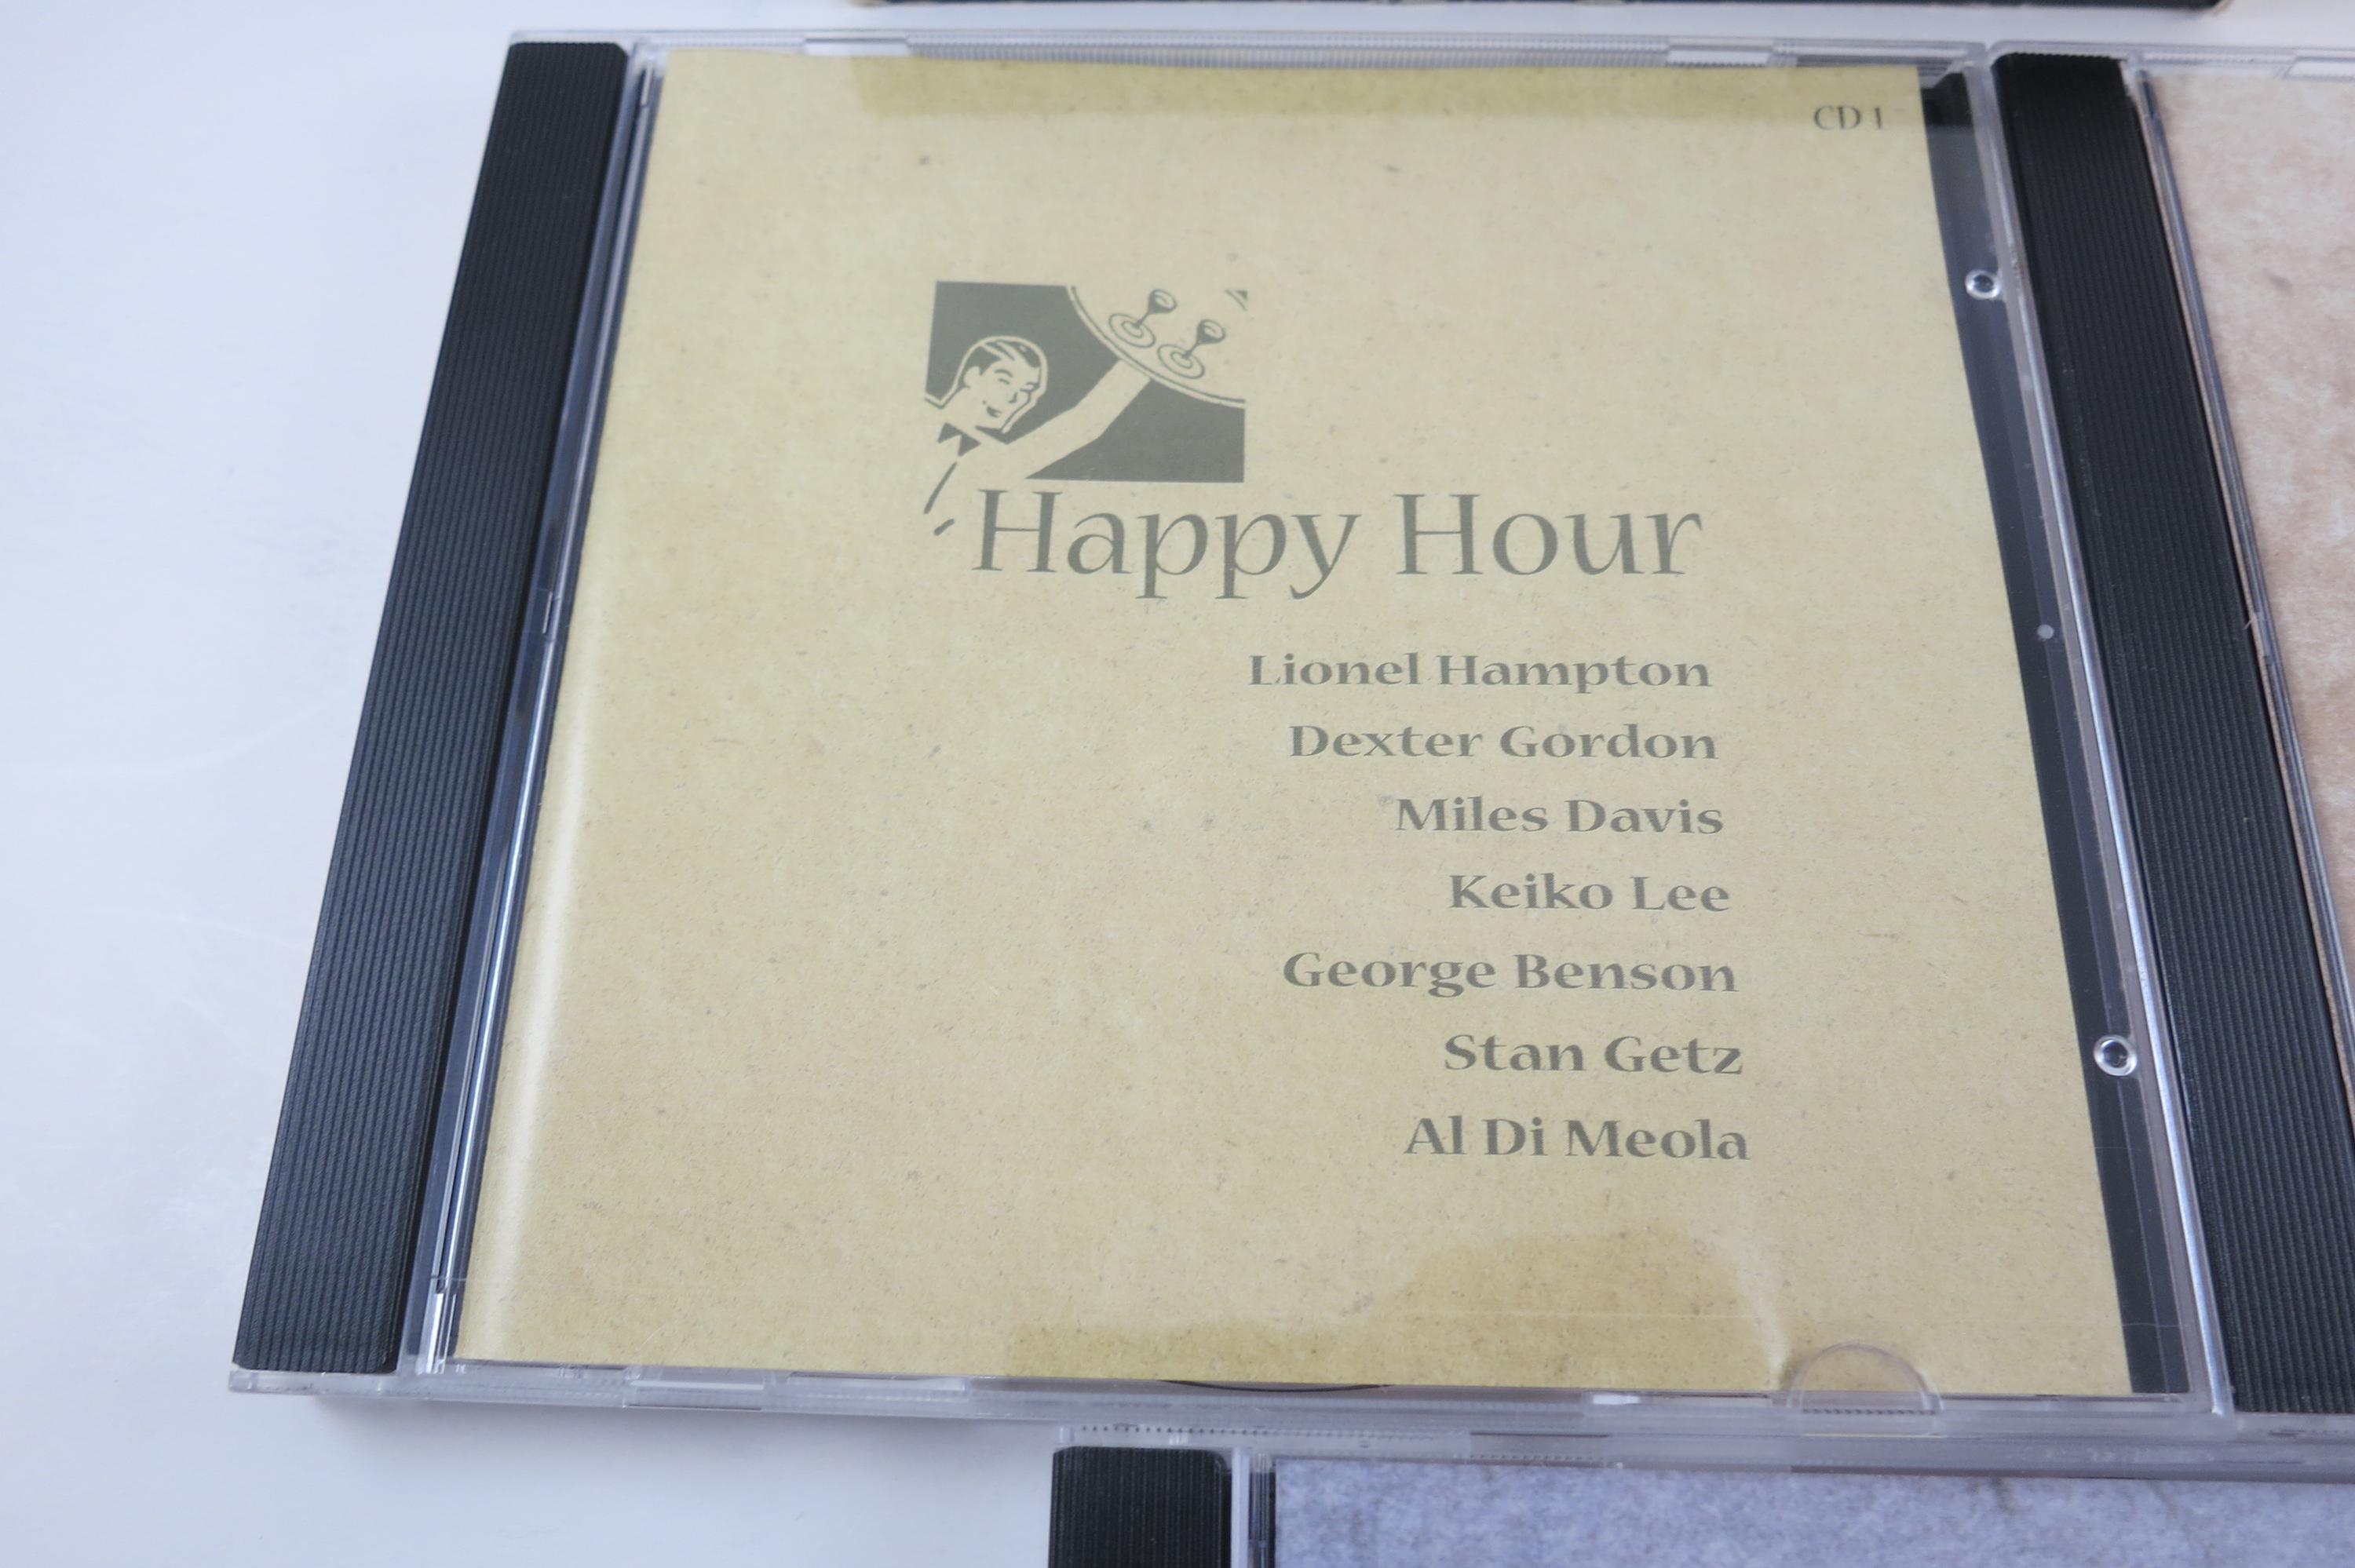 CD 1
Happy Hour
Lionel Hampton
Dexter Gordon
Miles Davis
Keiko Lee
George Benson
Stan Getz
Al Di Meola